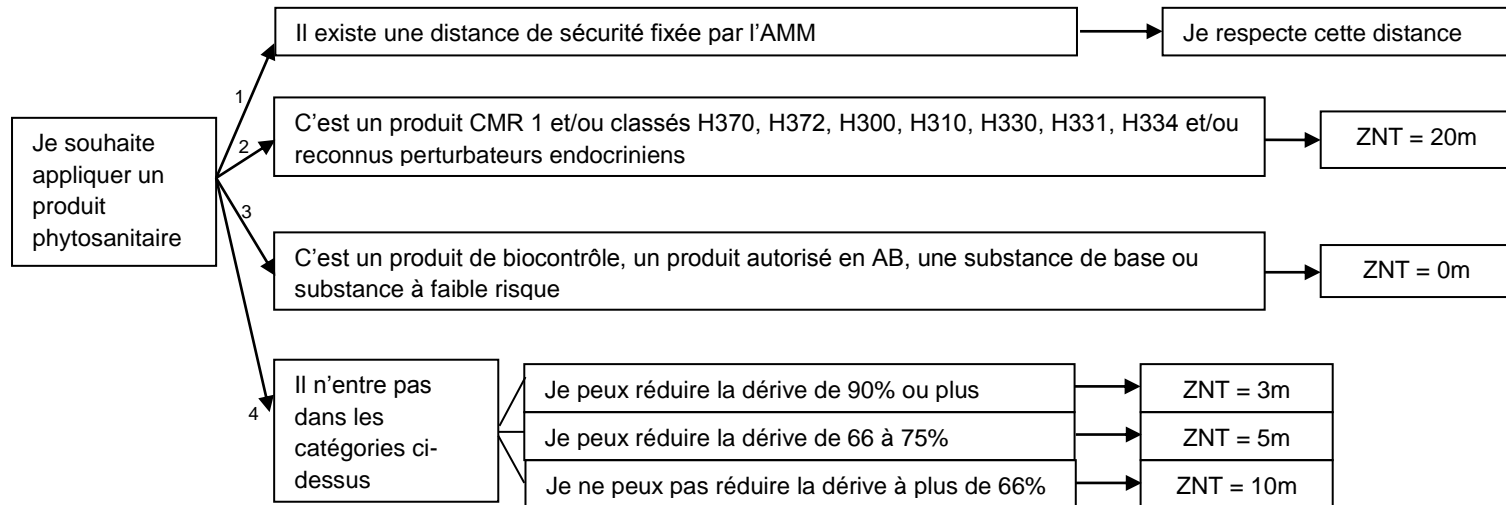 Il existe une distance de sécurité fixée par l’AMM
Je respecte cette distance
1
Je souhaite
appliquer un
produit
phytosanitaire
2
C’est un produit CMR 1 et/ou classés H370, H372, H300, H310, H330, H331, H334 et/ou
reconnus perturbateurs endocriniens
ZNT = 20m
3
C’est un produit de biocontrôle, un produit autorisé en AB, une substance de base ou
substance à faible risque
ZNT = 0m
4
Il n’entre pas
dans les
catégories ci-
dessus
Je peux réduire la dérive de 90% ou plus
ZNT = 3m
Je peux réduire la dérive de 66 à 75%
ZNT = 5m
Je ne peux pas réduire la dérive à plus de 66%
ZNT = 10m